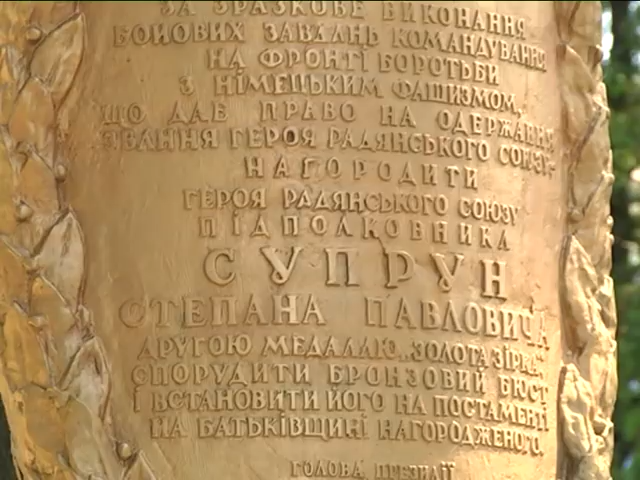 ЗА ЗРАЗКОВЕ ВИКОНАННЯ
БОЙОВИХ ЗАВДАНЬ КОМАНДУВАННЯ
НА ФРОНТІ БОРОТЬБИ
З НІМЕЦЬКИМ ФАШИЗМОМ,
ЩО ДАЄ ПРАВО НА ОДЕРЖАННЯ
ЗВАННЯ ГЕРОЯ РАДЯНСЬКОГО СОЮЗУ-
НАГОРОДИТИ
ГЕРОЯ РАДЯНСЬКОГО СОЮЗУ
ПІДПОЛКОВНИКА
СУПРУН
СТЕПАНА ПАВЛОВИЧА
ДРУГОЮ МЕДАЛЛЮ „ЗОЛОТА ЗІРКА“
СПОРУДИТИ БРОНЗОВИЙ БЮСТ
І ВСТАНОВИТИ ЙОГО НА ПОСТАМЕНТІ
НА БАТЬКІВЩИНІ НАГОРОДЖЕНОГО.
ГОЛОВА ПРЕЗИДІЇ